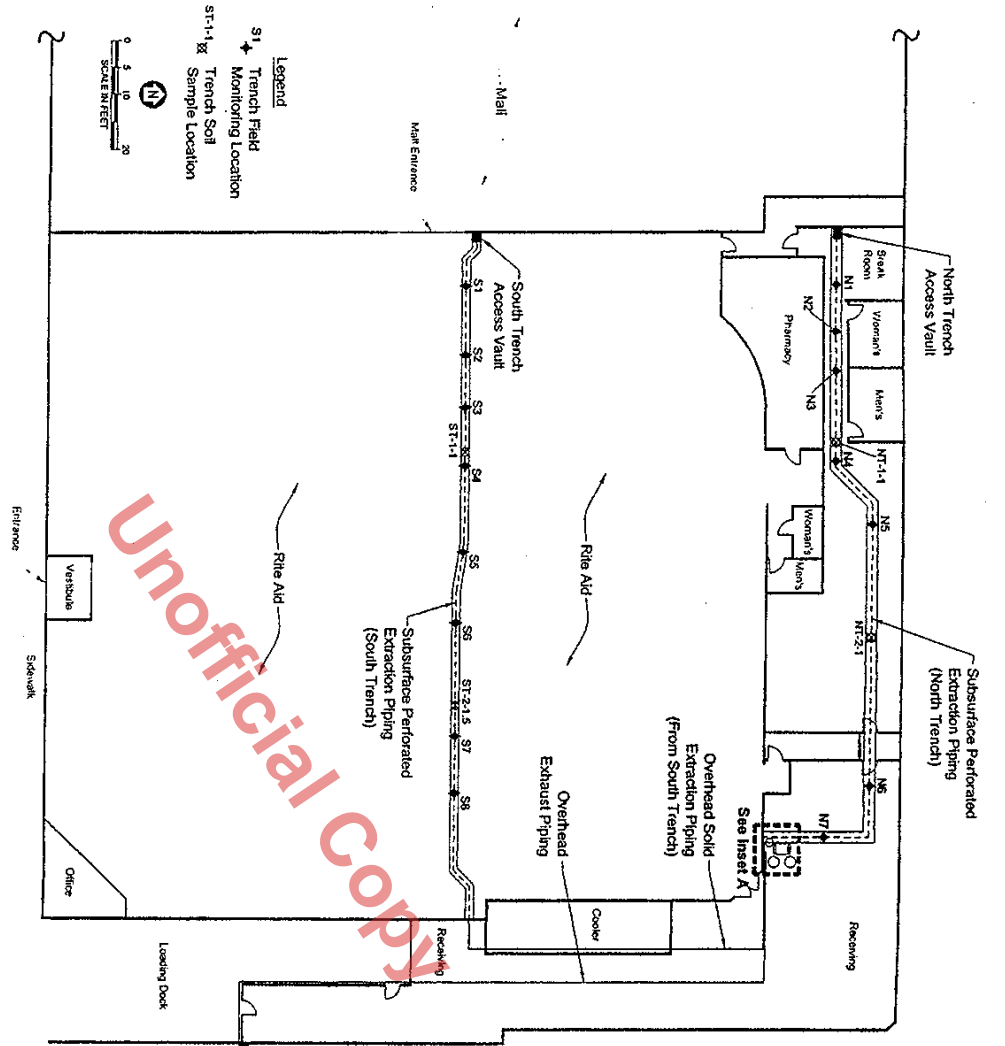 Legend
S1 Trench Field
Monitoring Location
ST-1-1 Trench Soil
Sample Location
N
0 5 10 20
SCALE IN FEET
Mall
Mall Entrance
North Trench
Access Vault
Break
Room
Woman's
Men's
N1
N2
N3
NT-1-1
N4
N5
NT-2-1
N6
N7
Pharmacy
Woman's
Men's
Subsurface Perforated
Extraction Piping
(North Trench)
South Trench
Access Vault
S1
S2
S3
ST-1-1
S4
S5
S6
ST-2-1.5
S7
S8
Rite Aid
Rite Aid
Subsurface Perforated
Extraction Piping
(South Trench)
Overhead Solid
Extraction Piping
(From South Trench)
Overhead
Exhaust Piping
See Inset A
Cooler
Receiving
Receiving
Loading Dock
Office
Vestibule
Entrance
Sidewalk
Unofficial Copy